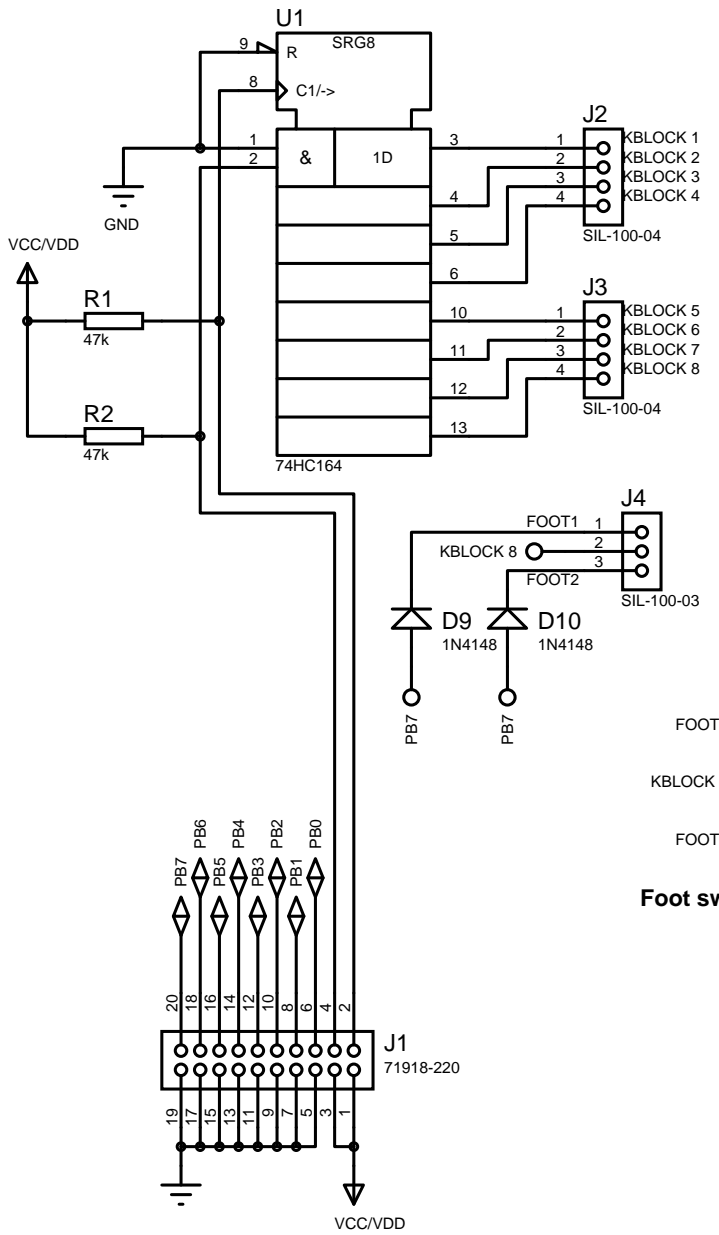 U1
SRG8
9
R
8
C1/->
1
2
&
1D
3
4
5
6
10
11
12
13
74HC164
J2
1
2
3
4
KBLOCK 1
KBLOCK 2
KBLOCK 3
KBLOCK 4
SIL-100-04
J3
1
2
3
4
KBLOCK 5
KBLOCK 6
KBLOCK 7
KBLOCK 8
SIL-100-04
GND
VCC/VDD
R1
47k
R2
47k
J4
FOOT1
1
KBLOCK 8
2
FOOT2
3
SIL-100-03
D9
1N4148
D10
1N4148
PB7
PB7
FOOT
KBLOCK
FOOT
Foot sw
PB7
PB6
PB5
PB4
PB3
PB2
PB1
PB0
20
18
16
14
12
10
8
6
4
2
J1
71918-220
19
17
15
13
11
9
7
5
3
1
VCC/VDD